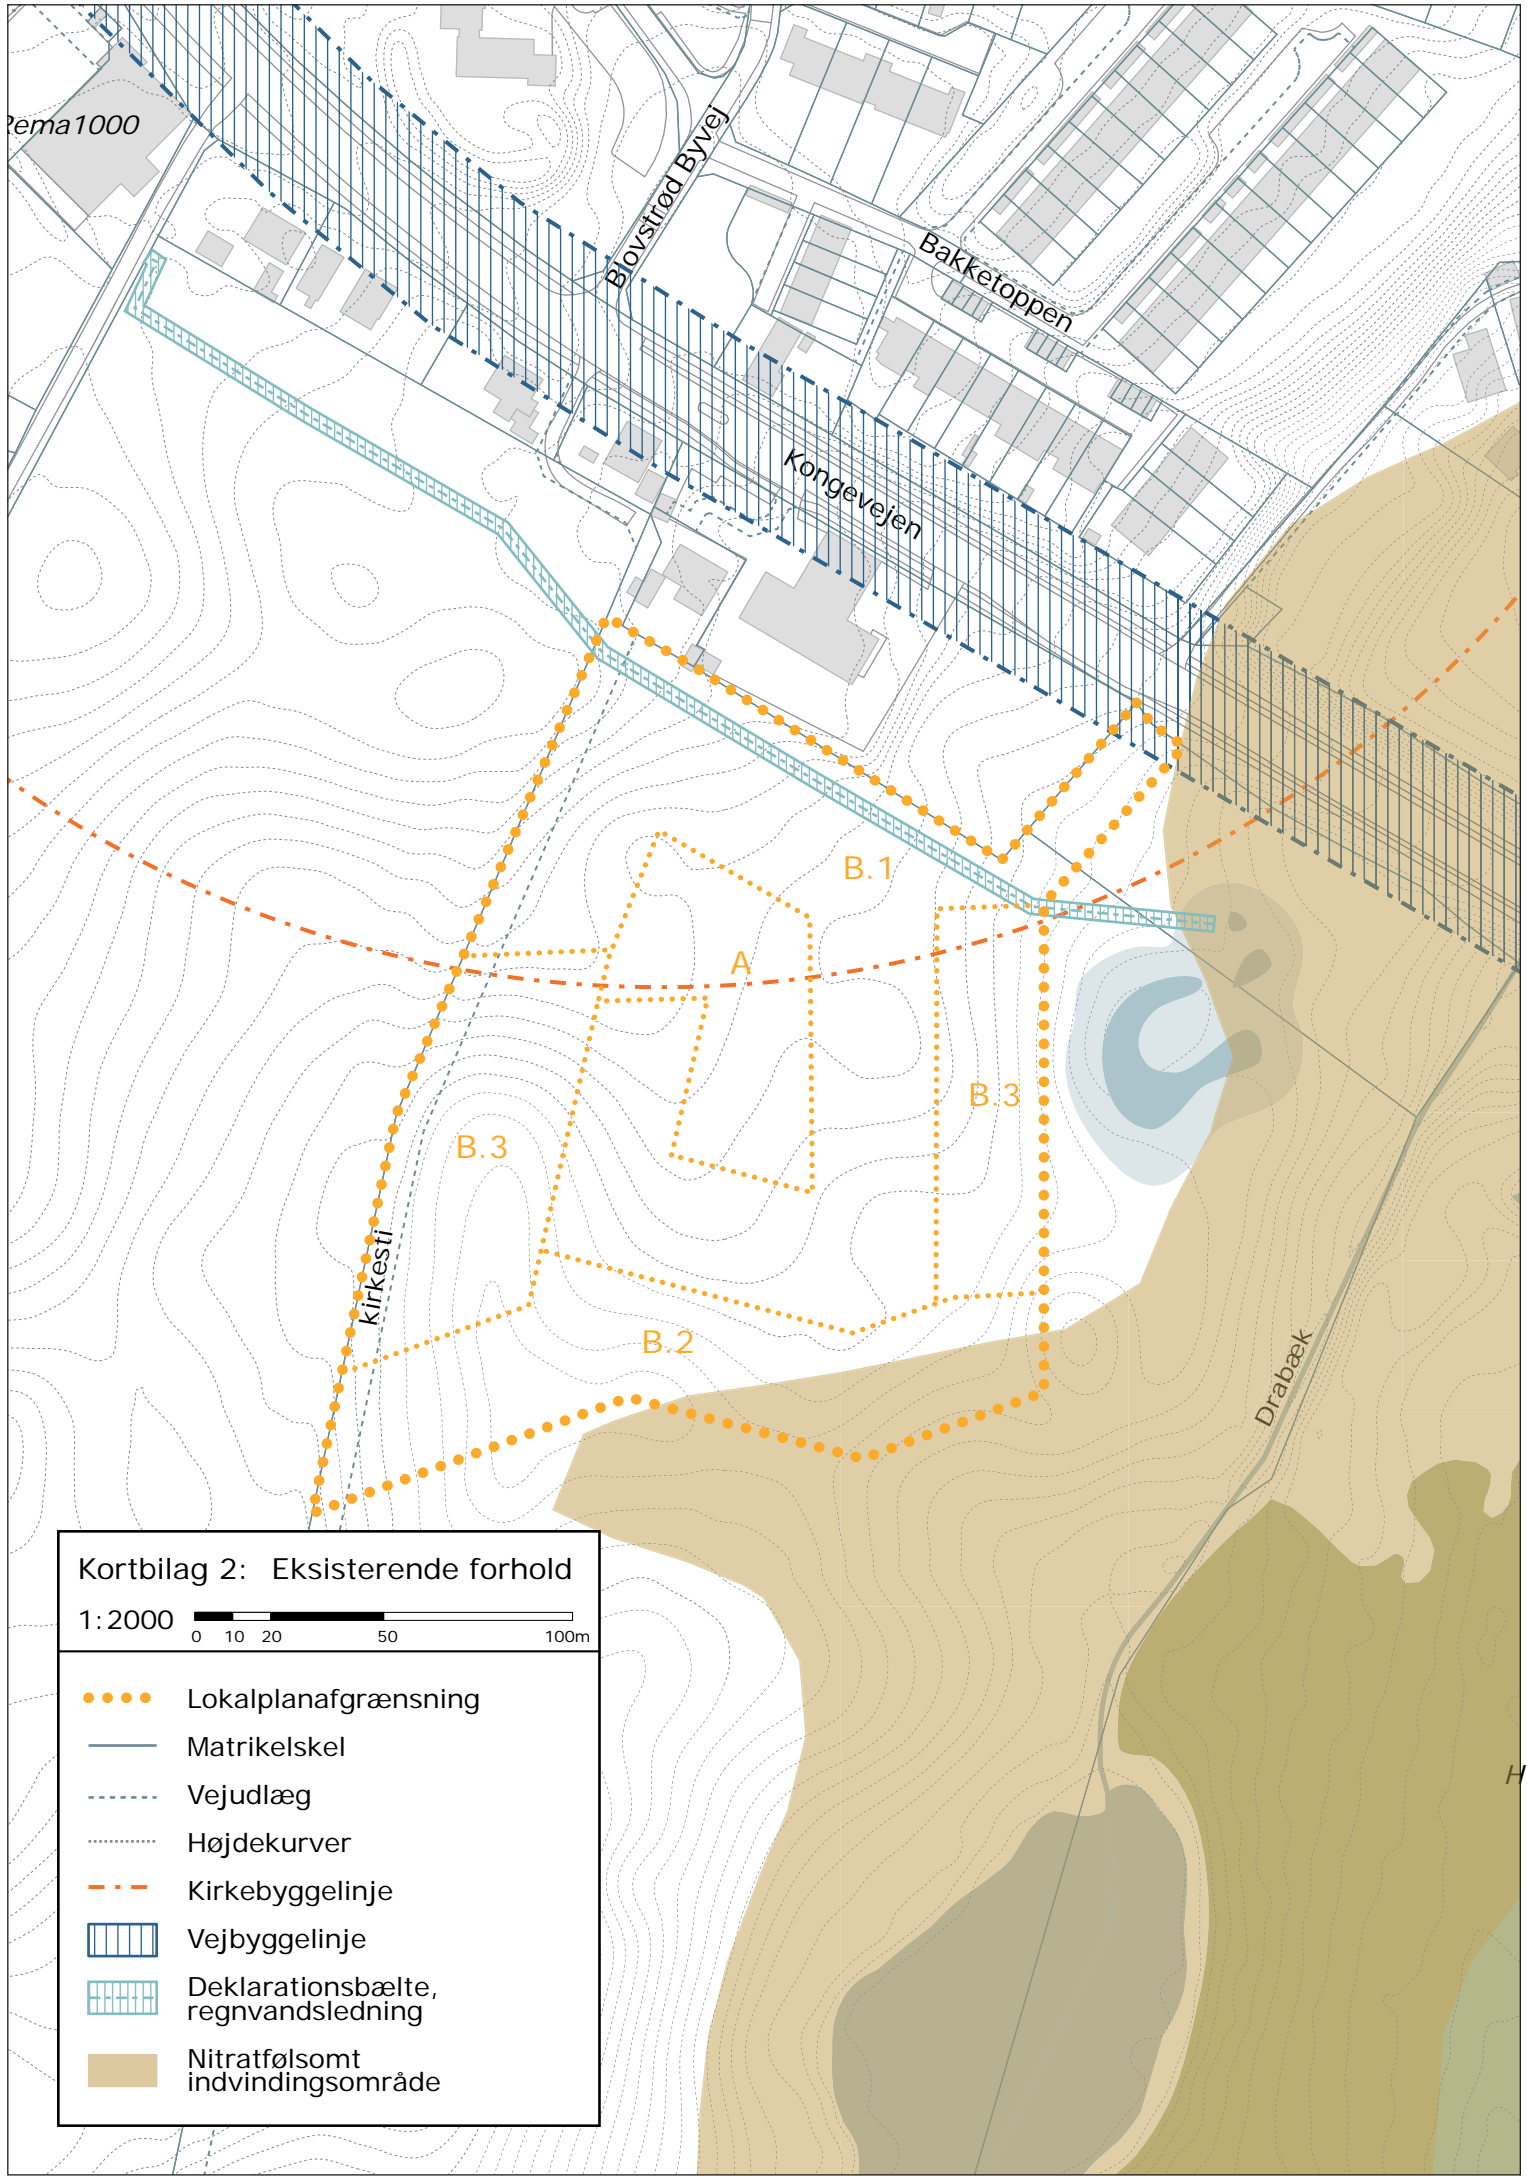 Rema1000
Blovstrød Byvej
Bakketoppen
Kongevejen
B.1
A
B.3
B.3
kirkesti
B.2
Drabæk
H
Kortbilag 2: Eksisterende forhold
1:2000
0 10 20 50 100m
Lokalplanafgrænsning
Matrikelskel
Vejudlæg
Højdekurver
Kirkebyggelinje
Vejbyggelinje
Deklarationsbælte,
regnvandsledning
Nitratfølsomt
indvindingsområde